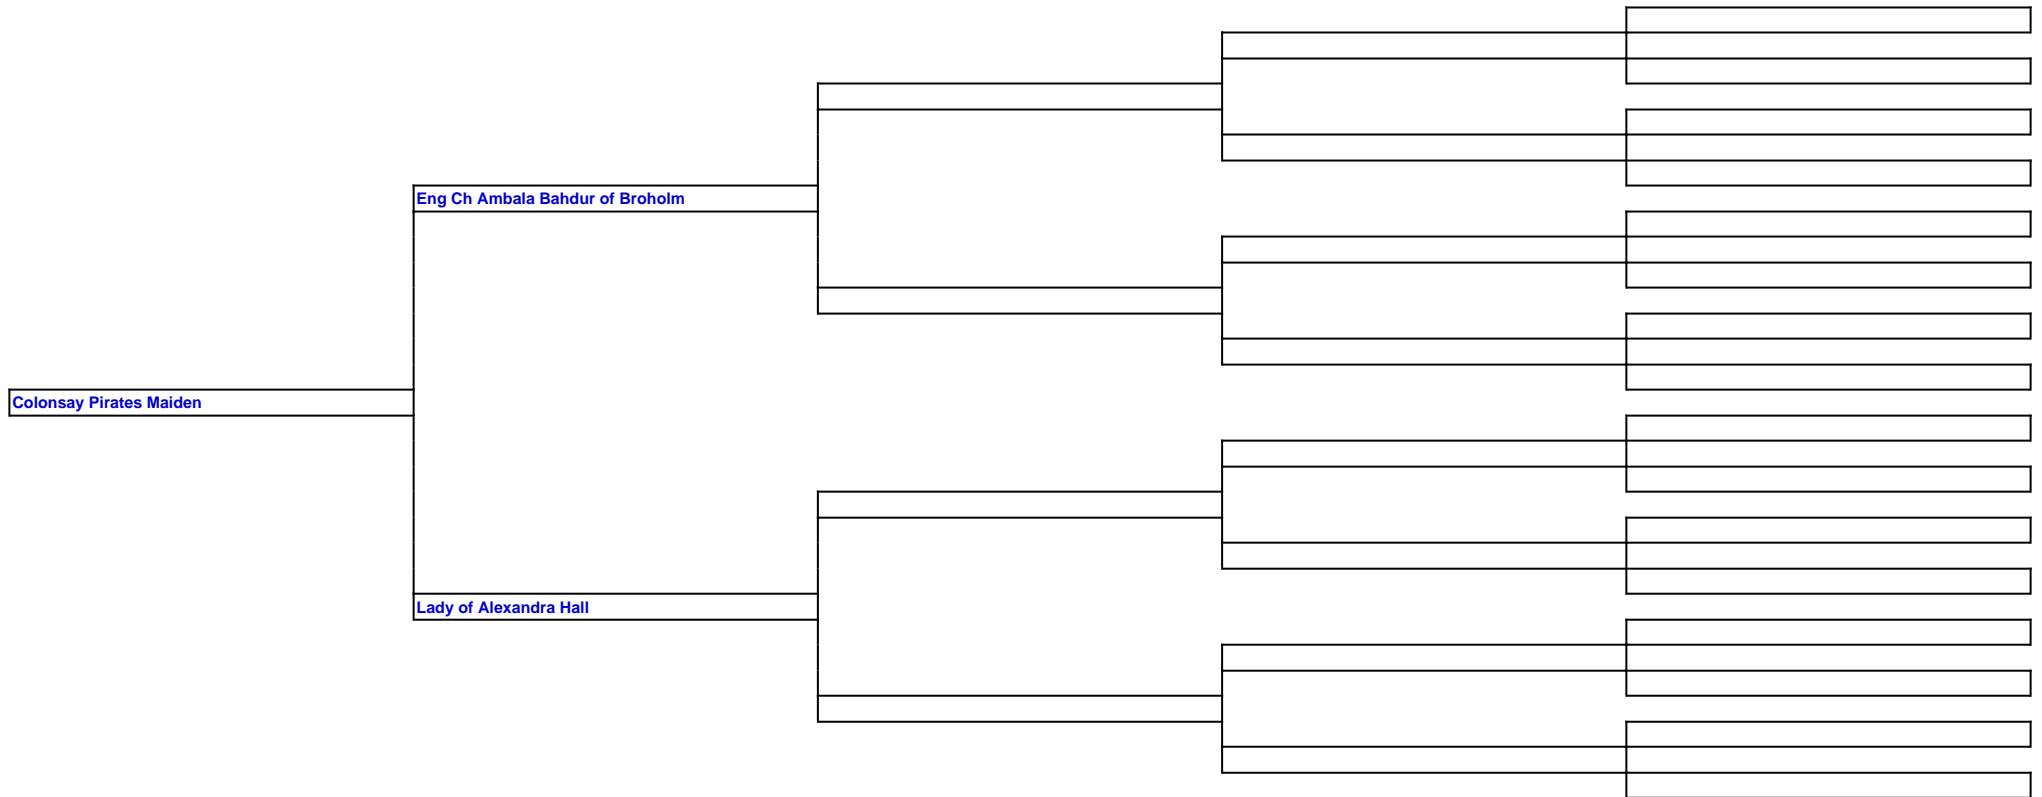 Eng Ch Ambala Bahdur of Broholm
Colonsay Pirates Maiden
Lady of Alexandra Hall